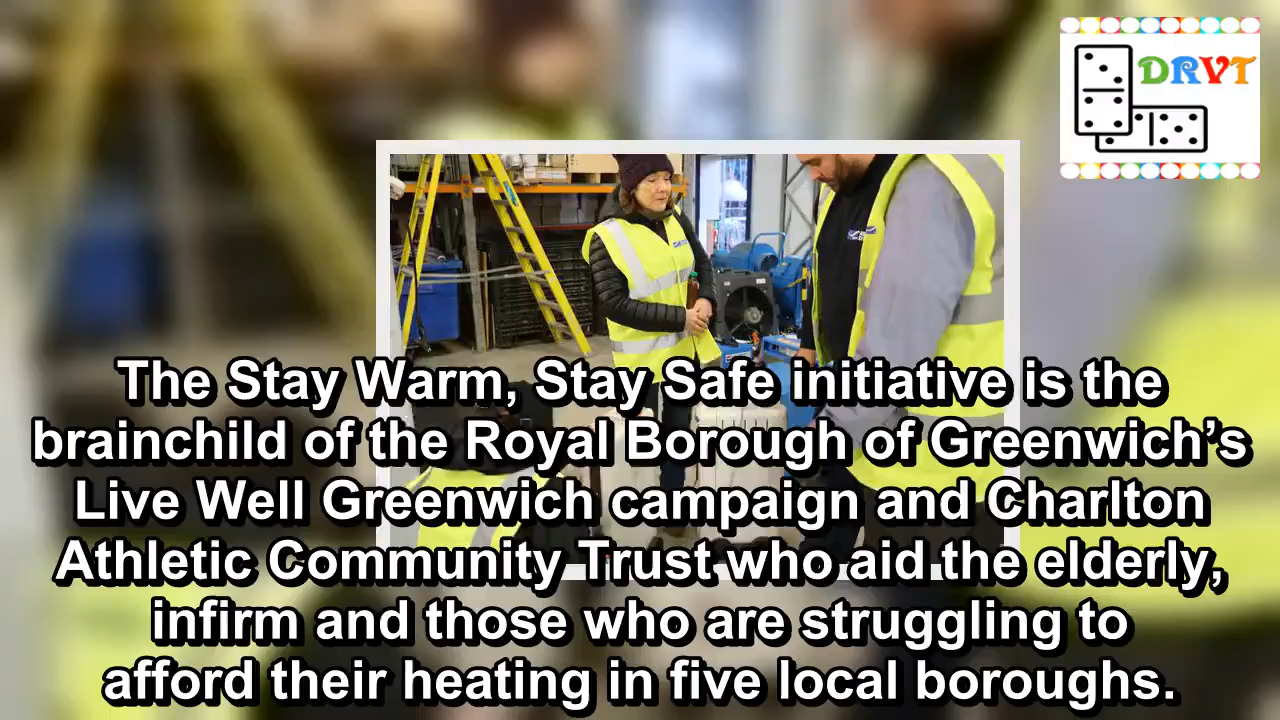 DRVT
The Stay Warm, Stay Safe initiative is the
brainchild of the Royal Borough of Greenwich’s
Live Well Greenwich campaign and Charlton
Athletic Community Trust who aid the elderly,
infirm and those who are struggling to
afford their heating in five local boroughs.